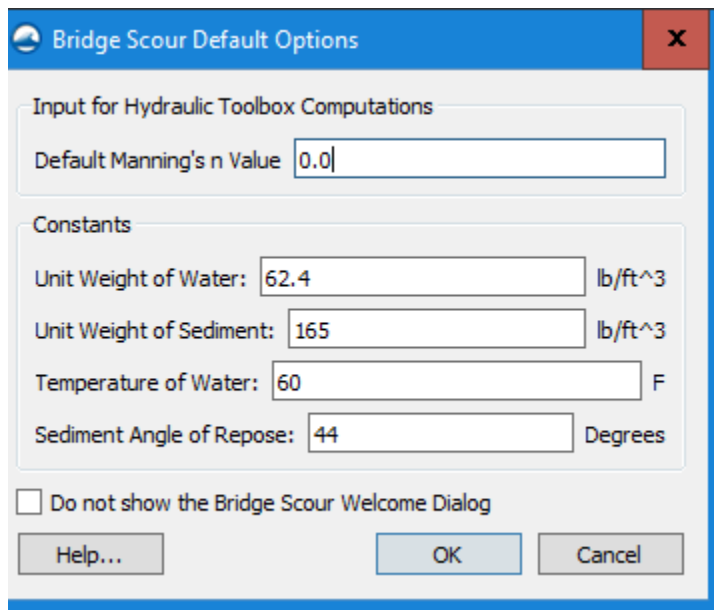 Bridge Scour Default Options
Input for Hydraulic Toolbox Computations
Default Manning's n Value 0.0
Constants
Unit Weight of Water: 62.4 lb/ft^3
Unit Weight of Sediment: 165 lb/ft^3
Temperature of Water: 60 F
Sediment Angle of Repose: 44 Degrees
Do not show the Bridge Scour Welcome Dialog
Help... OK Cancel